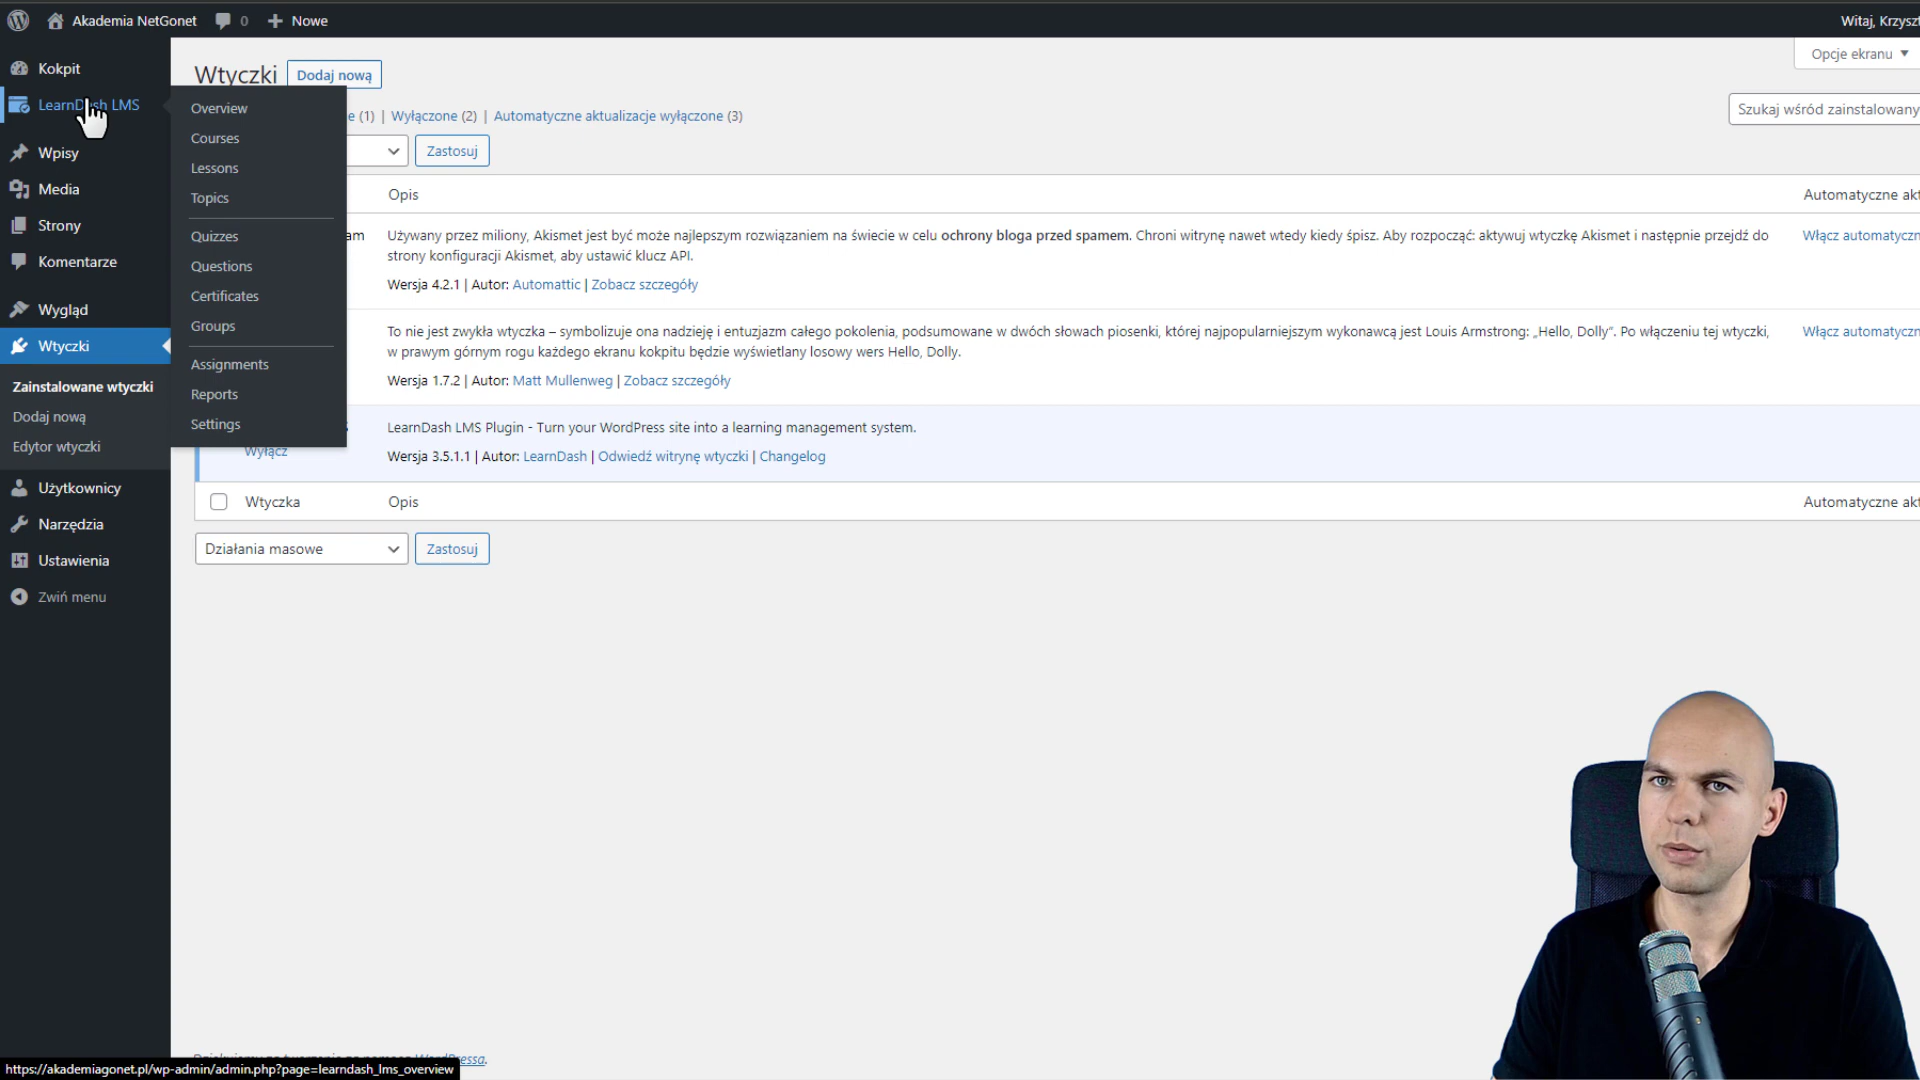 Akademia NetGonet 0 Nowe
Witaj, Krzyszt
Opcje ekranu
Kokpit
LearnDash LMS
Wpisy
Media
Strony
Komentarze
Wygląd
Wtyczki
Zainstalowane wtyczki
Dodaj nową
Edytor wtyczki
Użytkownicy
Narzędzia
Ustawienia
Zwiń menu
Overview
Courses
Lessons
Topics
Quizzes
Questions
Certificates
Groups
Assignments
Reports
Settings
Wtyczki Dodaj nową
(1) | Wyłączone (2) | Automatyczne aktualizacje wyłączone (3)
Szukaj wśród zainstalowany
Zastosuj
Opis
Automatyczne akt
am
Używany przez miliony, Akismet jest być może najlepszym rozwiązaniem na świecie w celu ochrony bloga przed spamem. Chroni witrynę nawet wtedy kiedy śpisz. Aby rozpocząć: aktywuj wtyczkę Akismet i następnie przejdź do
strony konfiguracji Akismet, aby ustawić klucz API.
Wersja 4.2.1 | Autor: Automattic | Zobacz szczegóły
Włącz automatyczn
To nie jest zwykła wtyczka – symbolizuje ona nadzieję i entuzjazm całego pokolenia, podsumowane w dwóch słowach piosenki, której najpopularniejszym wykonawcą jest Louis Armstrong: „Hello, Dolly”. Po włączeniu tej wtyczki,
w prawym górnym rogu każdego ekranu kokpitu będzie wyświetlany losowy wers Hello, Dolly.
Wersja 1.7.2 | Autor: Matt Mullenweg | Zobacz szczegóły
Włącz automatyczn
LearnDash LMS Plugin - Turn your WordPress site into a learning management system.
Wyłącz
Wersja 3.5.1.1 | Autor: LearnDash | Odwiedź witrynę wtyczki | Changelog
Wtyczka
Opis
Automatyczne akt
Działania masowe
Zastosuj
https://akademiagonet.pl/wp-admin/admin.php?page=learndash_lms_overview